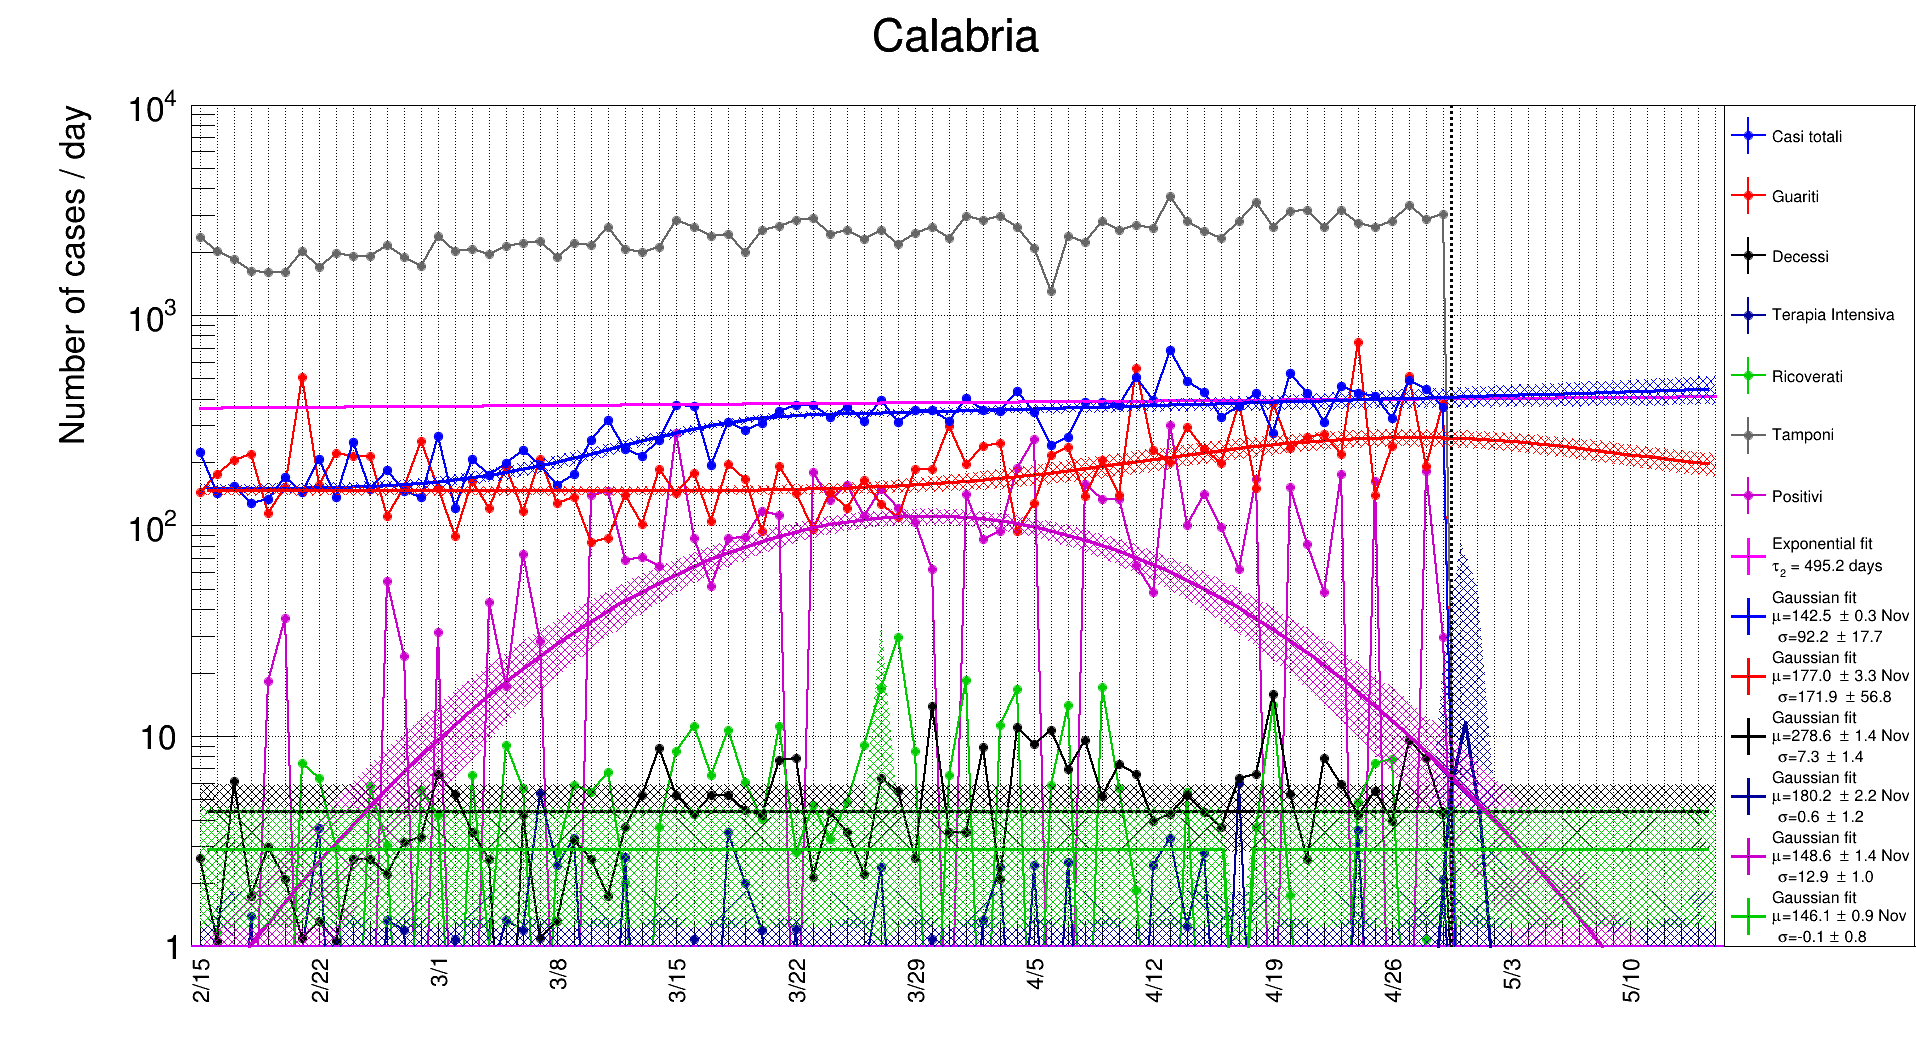 Calabria
Number of cases / day
10⁴
10³
10²
10
1
2/15
2/22
3/1
3/8
3/15
3/22
3/29
4/5
4/12
4/19
4/26
5/3
5/10
Casi totali
Guariti
Decessi
Terapia Intensiva
Ricoverati
Tamponi
Positivi
Exponential fit
τ₂ = 495.2 days
Gaussian fit
μ=142.5 ± 0.3 Nov
σ=92.2 ± 17.7
Gaussian fit
μ=177.0 ± 3.3 Nov
σ=171.9 ± 56.8
Gaussian fit
μ=278.6 ± 1.4 Nov
σ=7.3 ± 1.4
Gaussian fit
μ=180.2 ± 2.2 Nov
σ=0.6 ± 1.2
Gaussian fit
μ=148.6 ± 1.4 Nov
σ=12.9 ± 1.0
Gaussian fit
μ=146.1 ± 0.9 Nov
σ=-0.1 ± 0.8